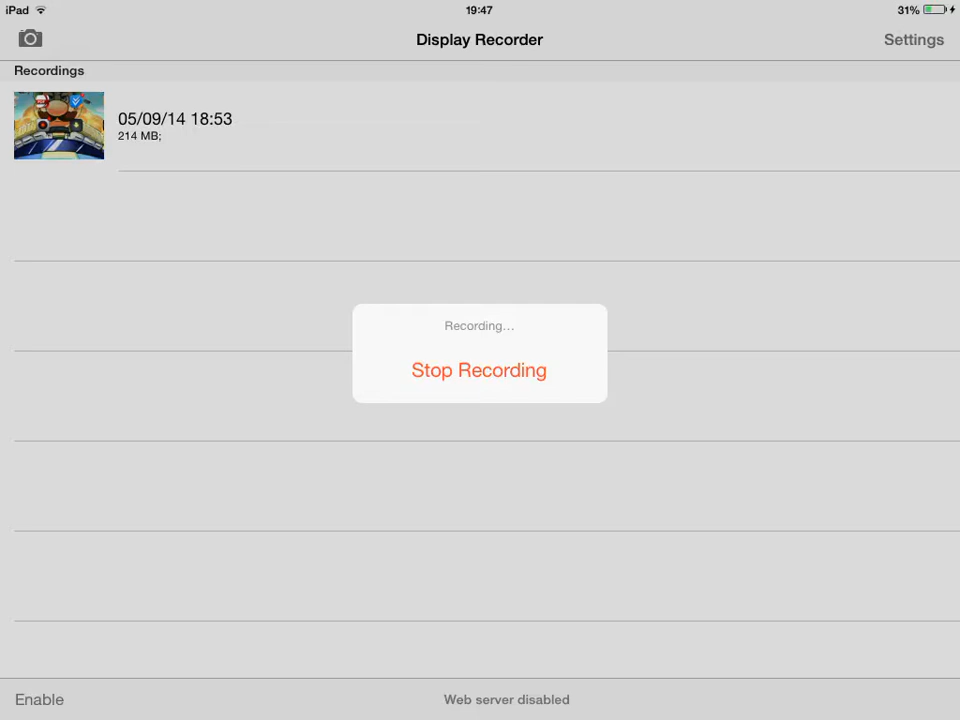 iPad 19:47 31%
Display Recorder Settings
Recordings
05/09/14 18:53
214 MB;
Recording…
Stop Recording
Enable Web server disabled